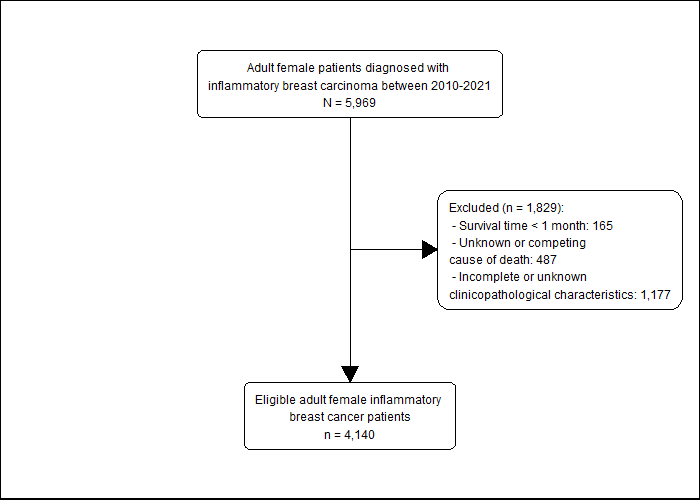 Adult female patients diagnosed with
inflammatory breast carcinoma between 2010-2021
N = 5,969
Excluded (n = 1,829):
- Survival time < 1 month: 165
- Unknown or competing
cause of death: 487
- Incomplete or unknown
clinicopathological characteristics: 1,177
Eligible adult female inflammatory
breast cancer patients
n = 4,140